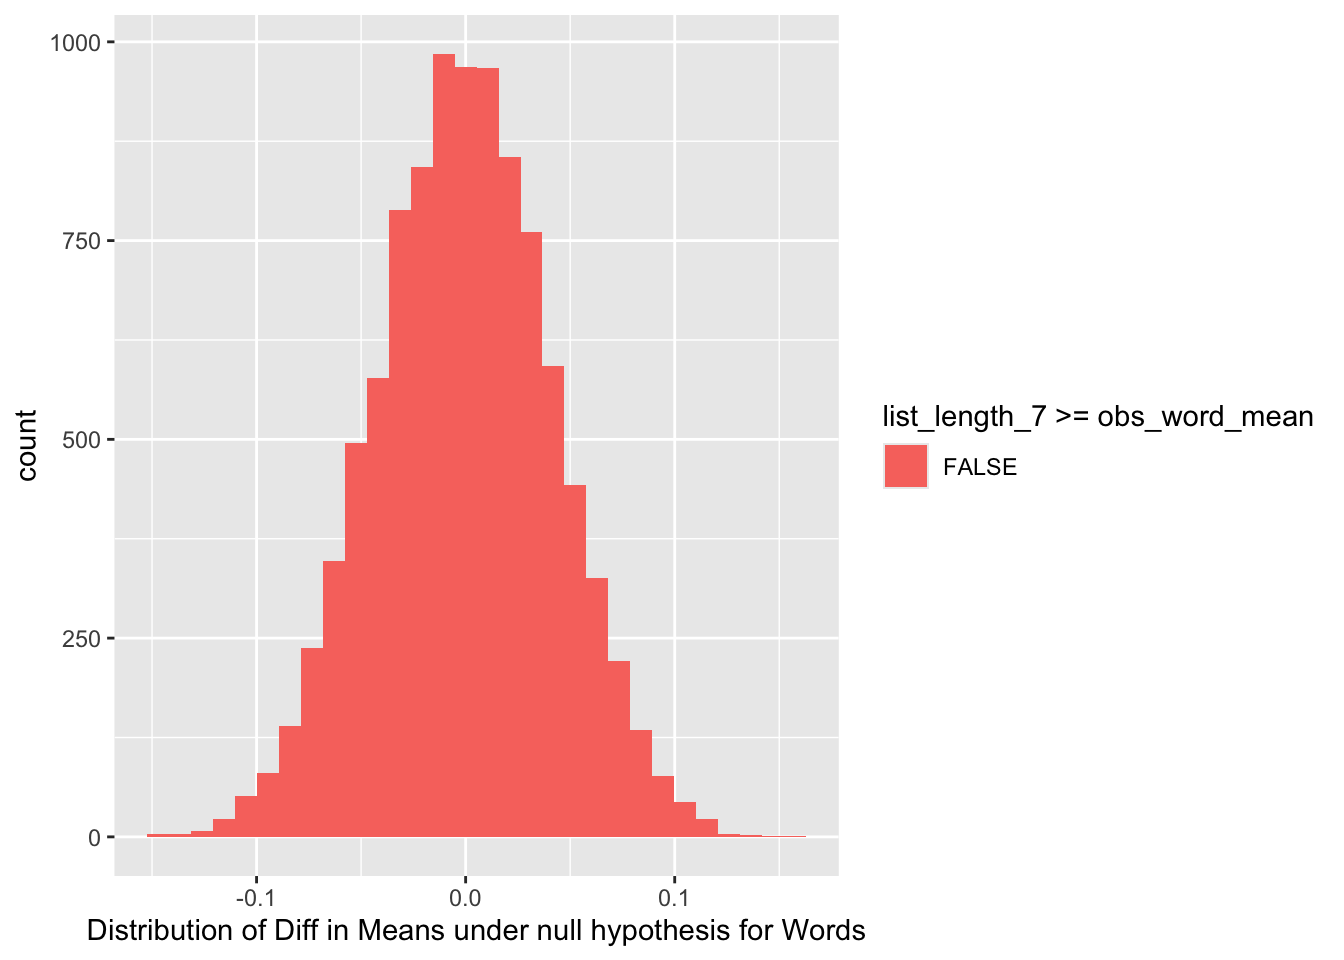 1000
750
500
250
0
count
-0.1
0.0
0.1
Distribution of Diff in Means under null hypothesis for Words
list_length_7 >= obs_word_mean
FALSE